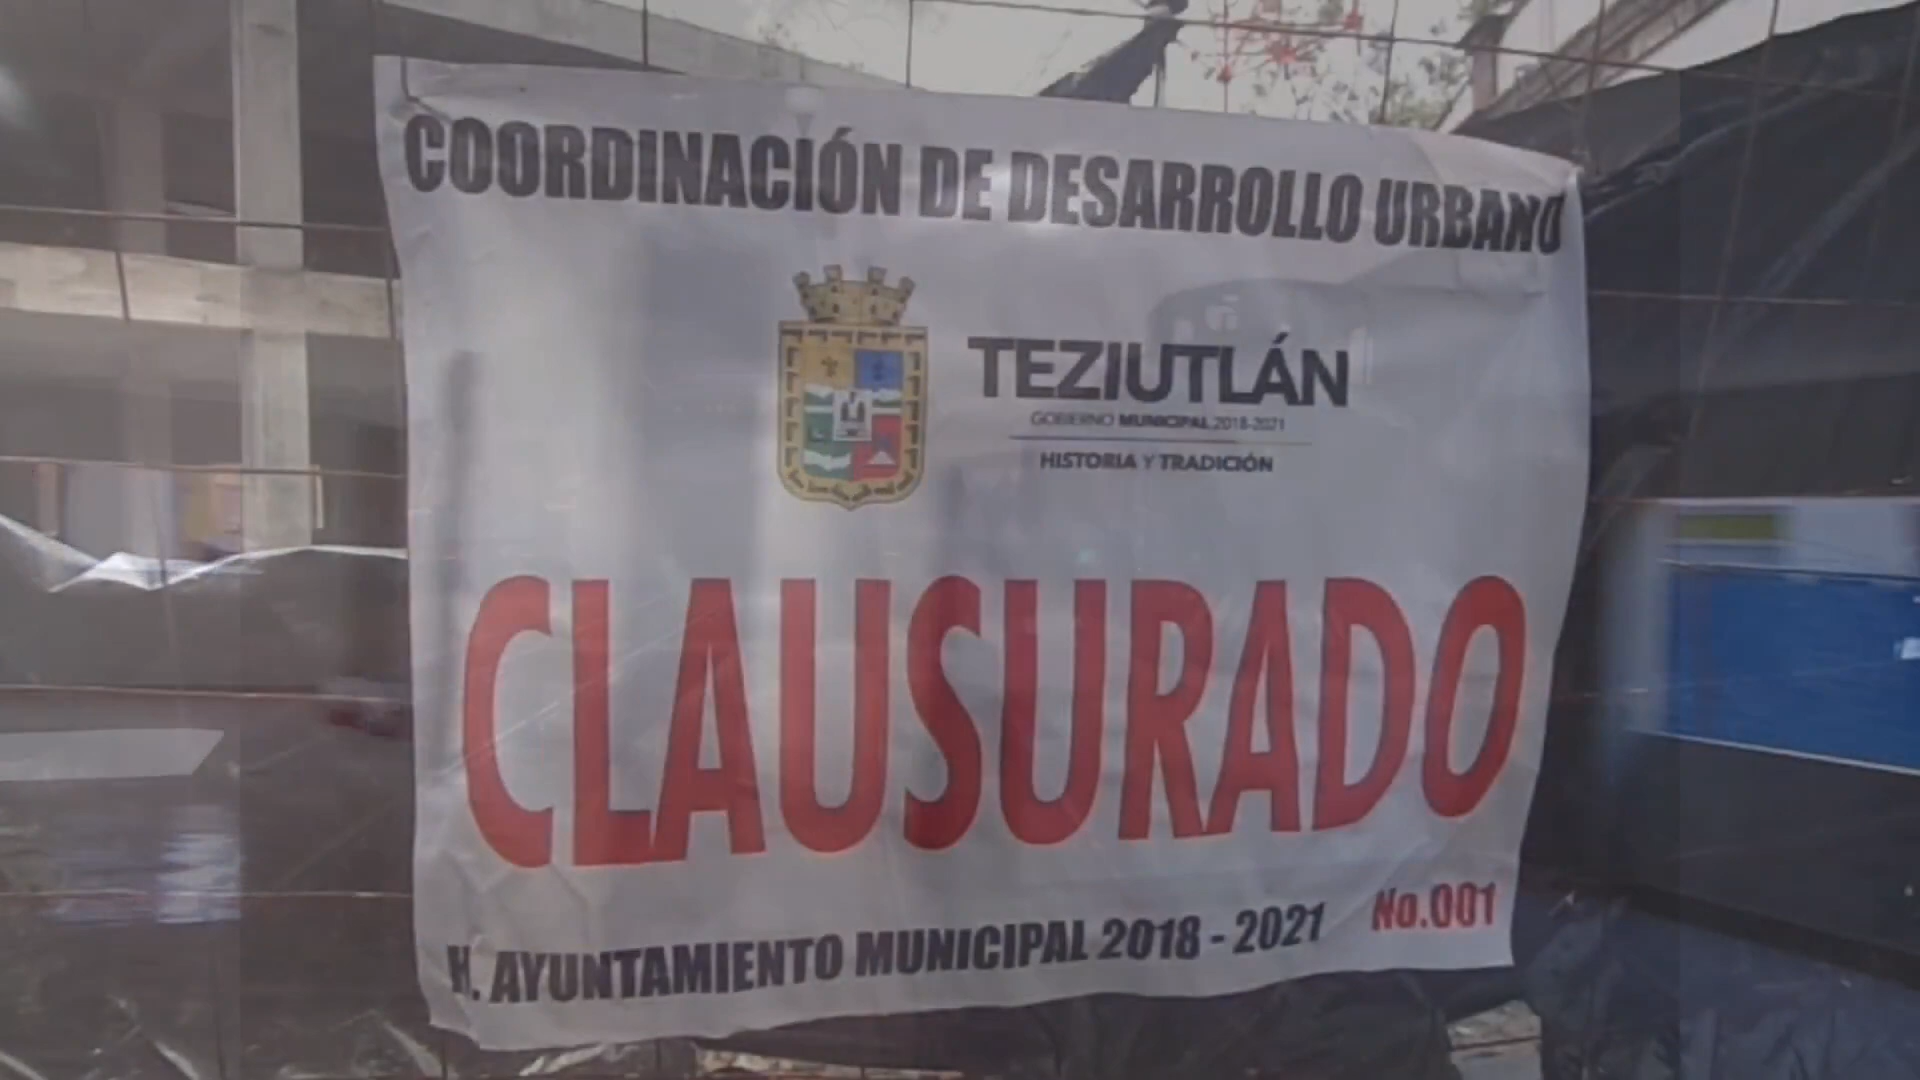 COORDINACIÓN DE DESARROLLO URBANO
TEZIUTLÁN
GOBIERNO MUNICIPAL 2018-2021
HISTORIA Y TRADICIÓN
CLAUSURADO
H. AYUNTAMIENTO MUNICIPAL 2018 - 2021
No.001